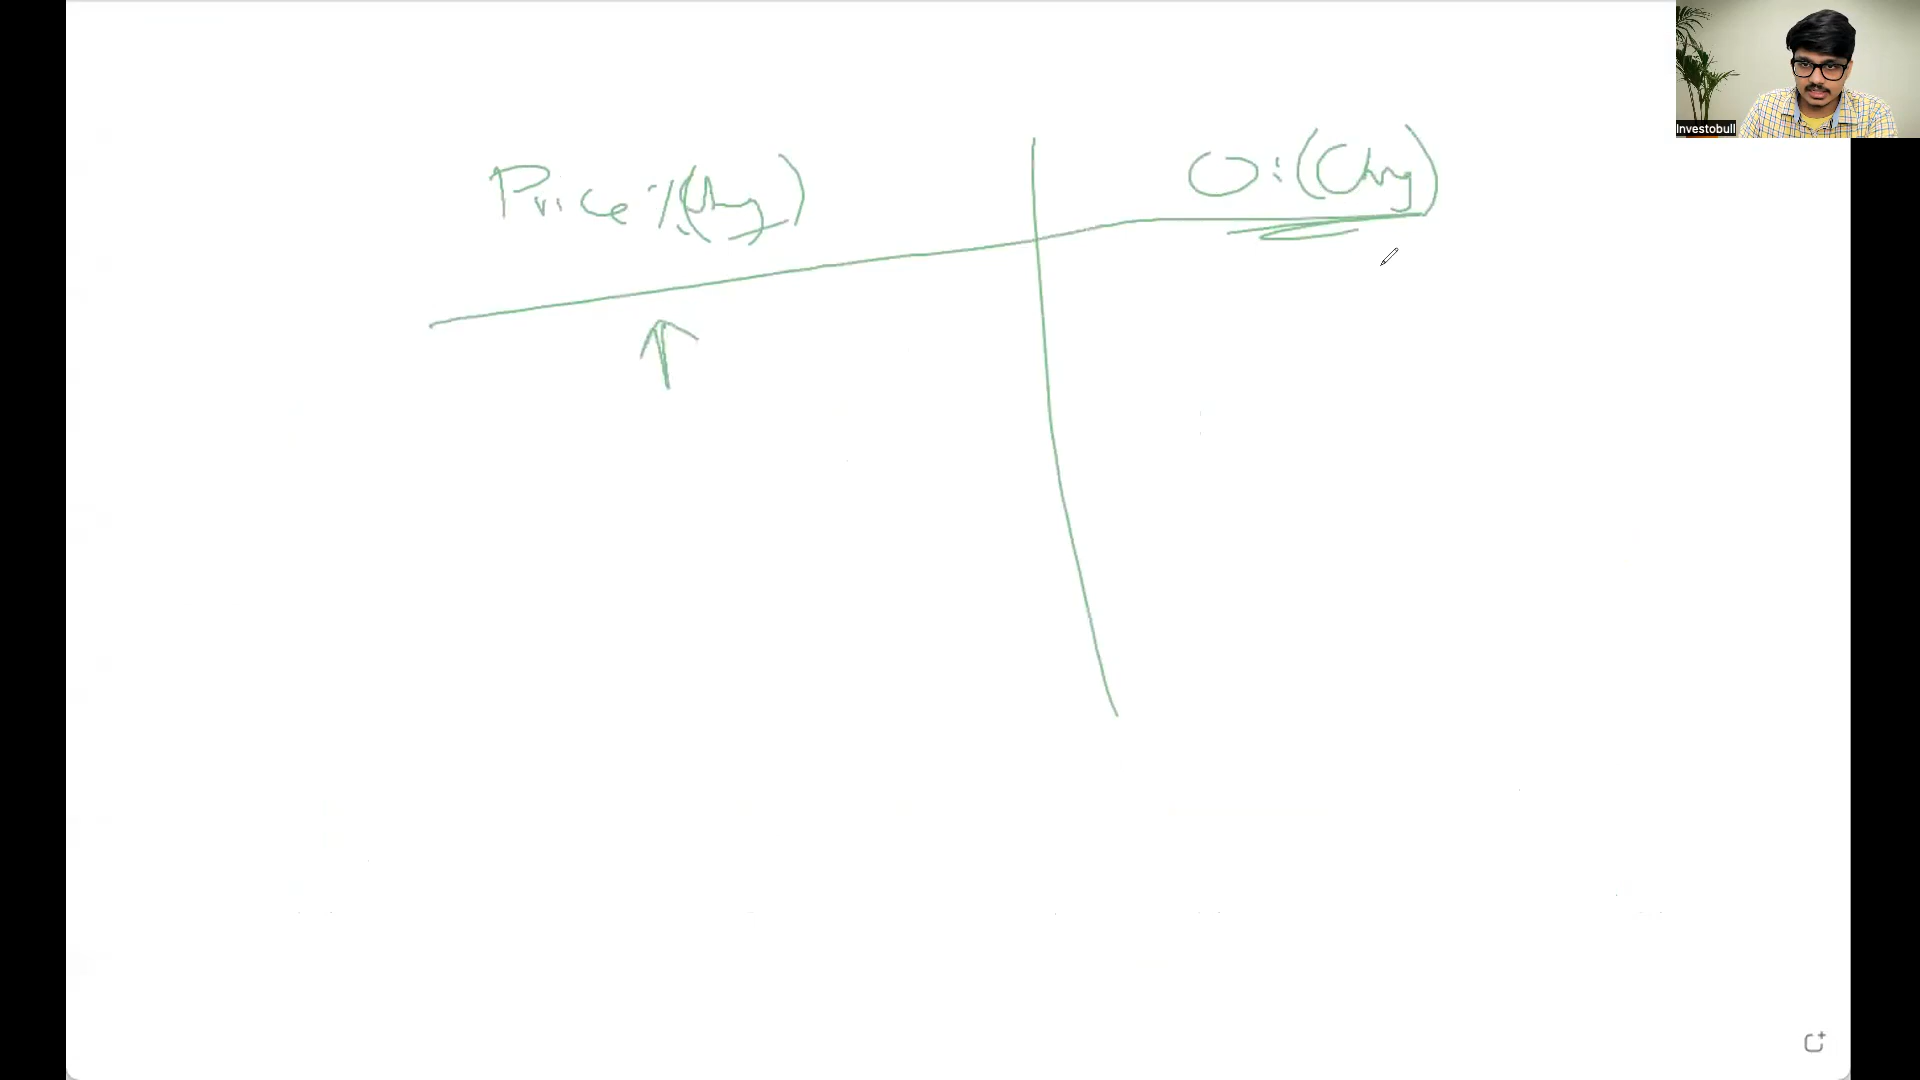 Price % (Chng)
Oi (Chng)
Investobull